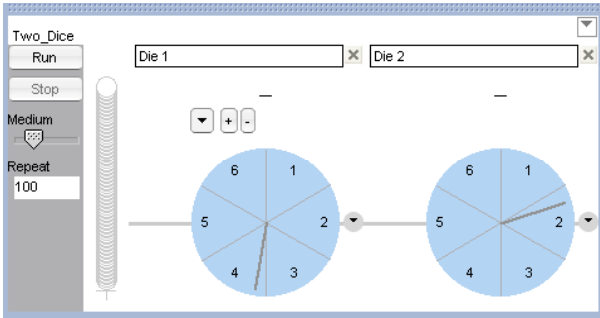 Two_Dice
Run
Stop
Medium
Repeat
100
Die 1
Die 2
+ -
6 1
5 2
4 3
6 1
5 2
4 3